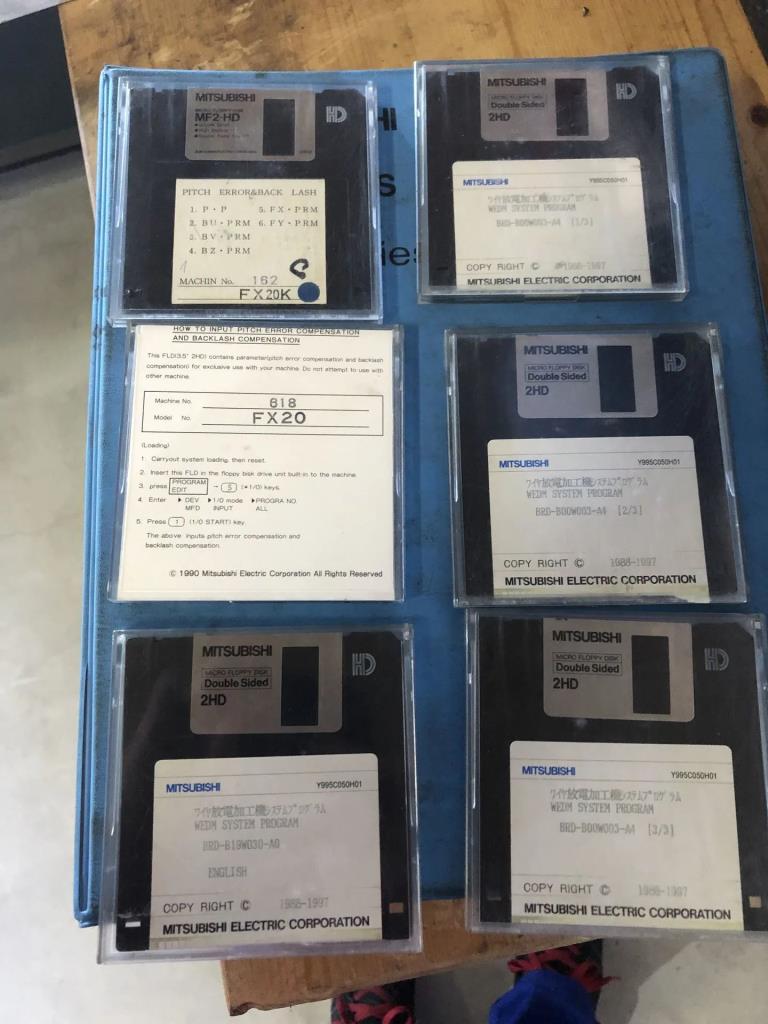 MITSUBISHI
MICRO FLOPPY DISK
MF2-HD
HD
PITCH ERROR&BACK LASH
1. P・P 5. FX・PRM
2. BU・PRM 6. FY・PRM
3. BV・PRM
4. BZ・PRM
MACHIN No. 162
FX20K
MITSUBISHI
MICRO FLOPPY DISK
Double Sided
2HD
HD
MITSUBISHI Y995C050H01
ワイヤ放電加工機システムプログラム
WEDM SYSTEM PROGRAM
BRD-B00W003-A4 [1/3]
COPY RIGHT © 1988-1997
MITSUBISHI ELECTRIC CORPORATION
HOW TO INPUT PITCH ERROR COMPENSATION
AND BACKLASH COMPENSATION
This FLD(3.5" 2HD) contains parameter(pitch error compensation and backlash
compensation) for exclusive use with your machine. Do not attempt to use with
other machine.
Machine No. 818
Model No. FX20
(Loading)
1. Carryout system loading, then reset.
2. Insert this FLD in the floppy disk drive unit built-in to the machine.
3. press PROGRAM EDIT → 5 (•I/O) keys.
4. Enter ▶DEV ▶I/O mode ▶PROGRA NO.
MFD INPUT ALL
5. Press 1 (I/O START) key.
The above inputs pitch error compensation and
backlash compensation.
© 1990 Mitsubishi Electric Corporation All Rights Reserved
MITSUBISHI
MICRO FLOPPY DISK
Double Sided
2HD
HD
MITSUBISHI Y995C050H01
ワイヤ放電加工機システムプログラム
WEDM SYSTEM PROGRAM
BRD-B00W003-A4 [2/3]
COPY RIGHT © 1988-1997
MITSUBISHI ELECTRIC CORPORATION
MITSUBISHI
MICRO FLOPPY DISK
Double Sided
2HD
HD
MITSUBISHI Y995C050H01
ワイヤ放電加工機システムプログラム
WEDM SYSTEM PROGRAM
BRD-B19W030-A0
ENGLISH
COPY RIGHT © 1988-1997
MITSUBISHI ELECTRIC CORPORATION
MITSUBISHI
MICRO FLOPPY DISK
Double Sided
2HD
HD
MITSUBISHI Y995C050H01
ワイヤ放電加工機システムプログラム
WEDM SYSTEM PROGRAM
BRD-B00W003-A4 [3/3]
COPY RIGHT © 1988-1997
MITSUBISHI ELECTRIC CORPORATION